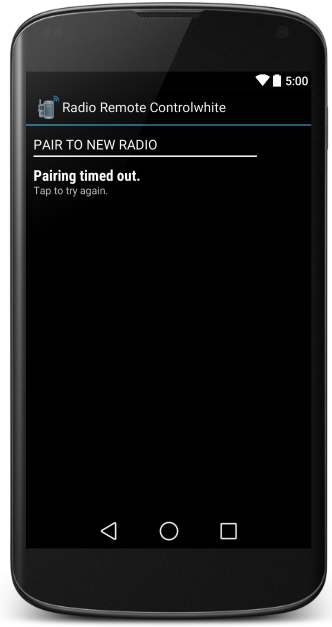 5:00
Radio Remote Controlwhite
PAIR TO NEW RADIO
Pairing timed out.
Tap to try again.